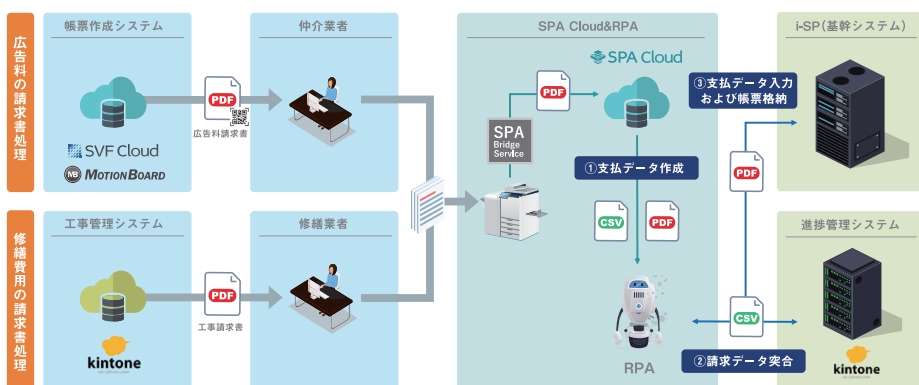 広告料の請求書処理
帳票作成システム
PDF
広告料請求書
SVF Cloud
MB MOTIONBOARD
仲介業者
修繕費用の請求書処理
工事管理システム
PDF
工事請求書
kintone
修繕業者
SPA Cloud&RPA
SPA Cloud
PDF
SPA
Bridge
Service
①支払データ作成
CSV
PDF
RPA
i-SP(基幹システム)
③支払データ入力
および帳票格納
PDF
進捗管理システム
CSV
②請求データ突合
kintone